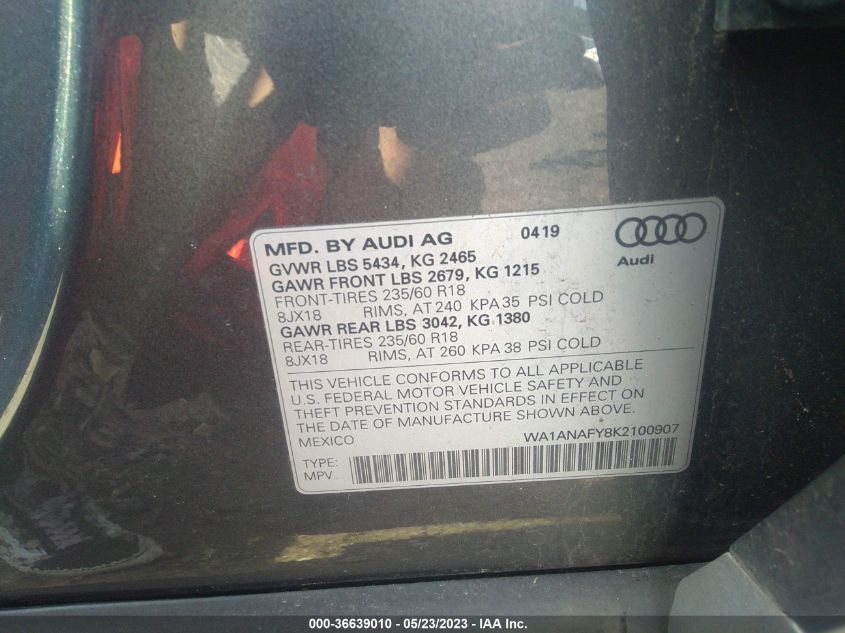 MFD. BY AUDI AG 0419
GVWR LBS 5434, KG 2465
Audi
GAWR FRONT LBS 2679, KG 1215
FRONT-TIRES 235/60 R18
8JX18 RIMS, AT 240 KPA 35 PSI COLD
GAWR REAR LBS 3042, KG 1380
REAR-TIRES 235/60 R18
8JX18 RIMS, AT 260 KPA 38 PSI COLD
THIS VEHICLE CONFORMS TO ALL APPLICABLE
U.S. FEDERAL MOTOR VEHICLE SAFETY AND
THEFT PREVENTION STANDARDS IN EFFECT ON
THE DATE OF MANUFACTURE SHOWN ABOVE.
MEXICO WA1ANAFY8K2100907
TYPE:
MPV
000-36639010 — 05/23/2023 — IAA Inc.